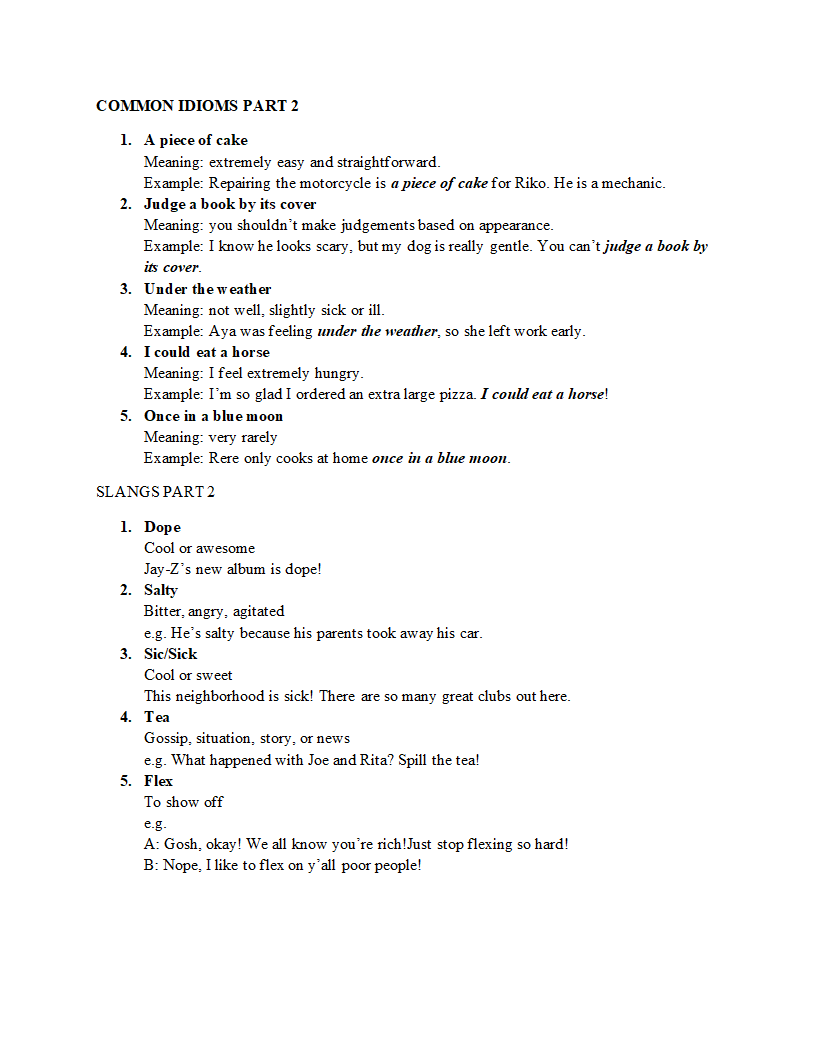 COMMON IDIOMS PART 2
1. A piece of cake
Meaning: extremely easy and straightforward.
Example: Repairing the motorcycle is a piece of cake for Riko. He is a mechanic.
2. Judge a book by its cover
Meaning: you shouldn’t make judgements based on appearance.
Example: I know he looks scary, but my dog is really gentle. You can’t judge a book by
its cover.
3. Under the weather
Meaning: not well, slightly sick or ill.
Example: Aya was feeling under the weather, so she left work early.
4. I could eat a horse
Meaning: I feel extremely hungry.
Example: I’m so glad I ordered an extra large pizza. I could eat a horse!
5. Once in a blue moon
Meaning: very rarely
Example: Rere only cooks at home once in a blue moon.
SLANGS PART 2
1. Dope
Cool or awesome
Jay-Z’s new album is dope!
2. Salty
Bitter, angry, agitated
e.g. He’s salty because his parents took away his car.
3. Sic/Sick
Cool or sweet
This neighborhood is sick! There are so many great clubs out here.
4. Tea
Gossip, situation, story, or news
e.g. What happened with Joe and Rita? Spill the tea!
5. Flex
To show off
e.g.
A: Gosh, okay! We all know you’re rich!Just stop flexing so hard!
B: Nope, I like to flex on y’all poor people!